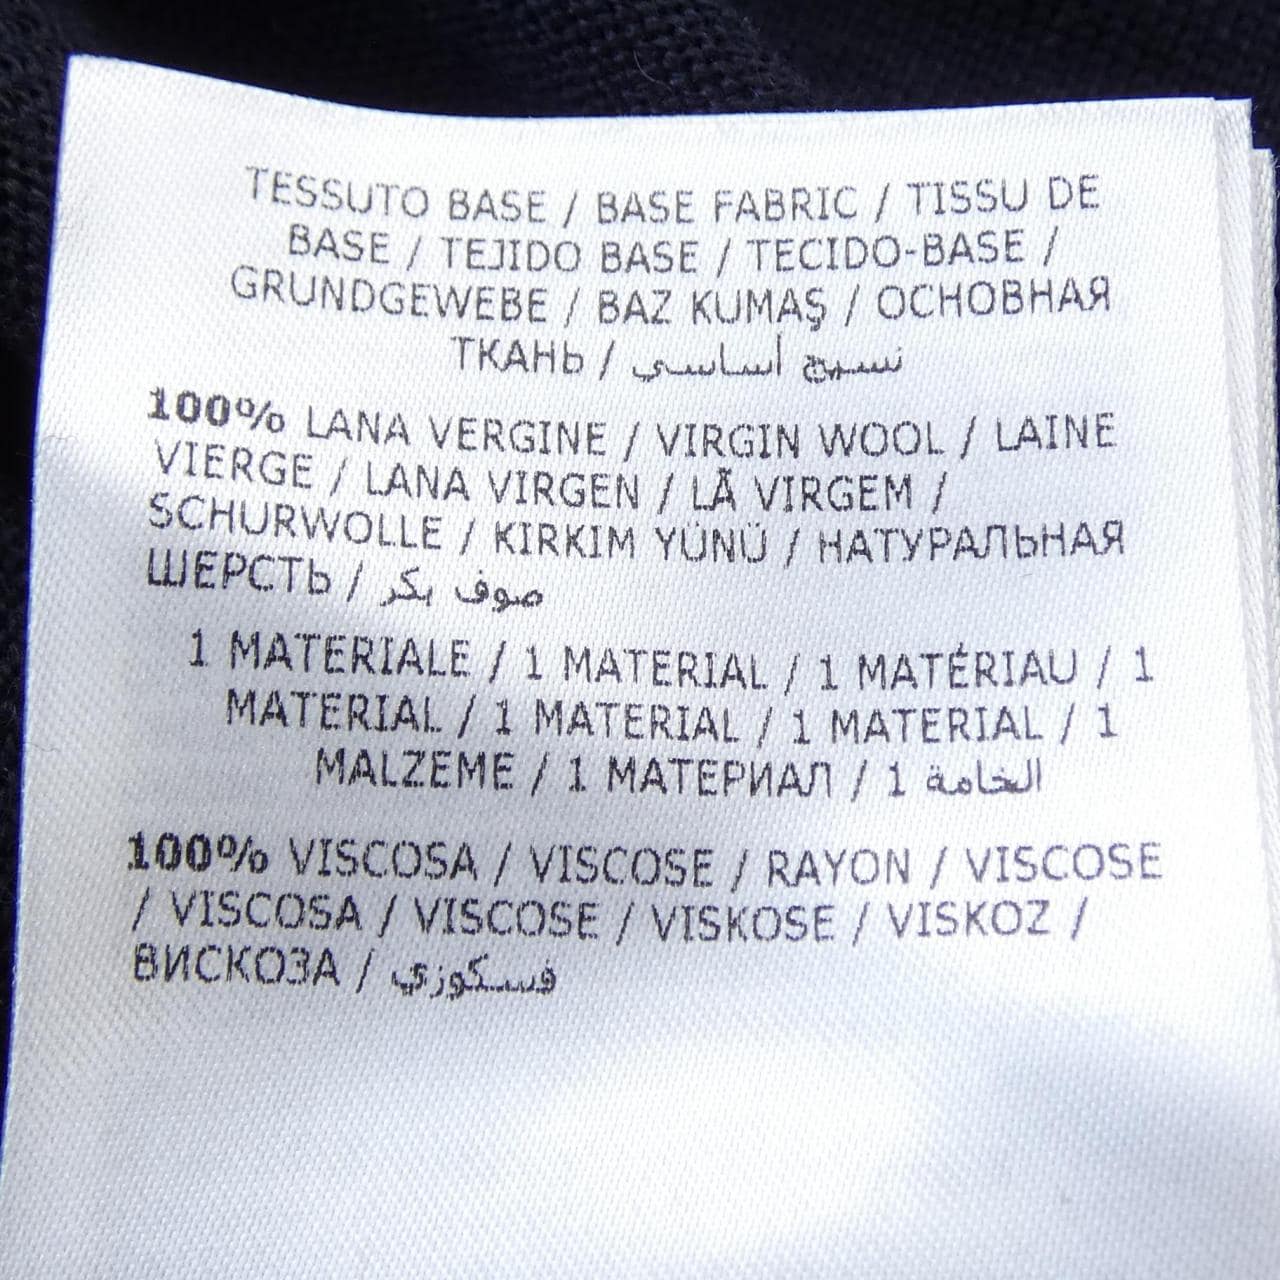 TESSUTO BASE / BASE FABRIC / TISSU DE
BASE / TEJIDO BASE / TECIDO-BASE /
GRUNDGEWEBE / BAZ KUMAŞ / ОСНОВНАЯ
ТКАНЬ / نسيج أساسي
100% LANA VERGINE / VIRGIN WOOL / LAINE
VIERGE / LANA VIRGEN / LÃ VIRGEM /
SCHURWOLLE / KIRKIM YÜNÜ / НАТУРАЛЬНАЯ
ШЕРСТЬ / صوف بكر
1 MATERIALE / 1 MATERIAL / 1 MATÉRIAU / 1
MATERIAL / 1 MATERIAL / 1 MATERIAL / 1
MALZEME / 1 МАТЕРИАЛ / 1 الخامة
100% VISCOSA / VISCOSE / RAYON / VISCOSE
/ VISCOSA / VISCOSE / VISKOSE / VISKOZ /
ВИСКОЗА / فسكوزي